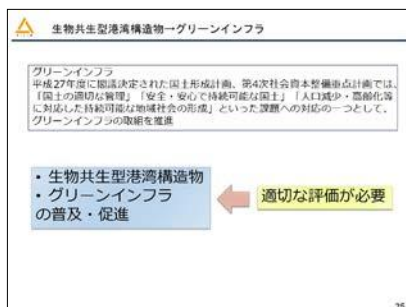 生物共生型港湾構造物→グリーンインフラ
グリーンインフラ
平成27年度に閣議決定された国土形成計画、第4次社会資本整備重点計画では、
「国土の適切な管理」「安全・安心で持続可能な国土」「人口減少・高齢化等
に対応した持続可能な地域社会の形成」といった課題への対応の一つとして、
グリーンインフラの取組を推進
・生物共生型港湾構造物
・グリーンインフラ
の普及・促進
適切な評価が必要